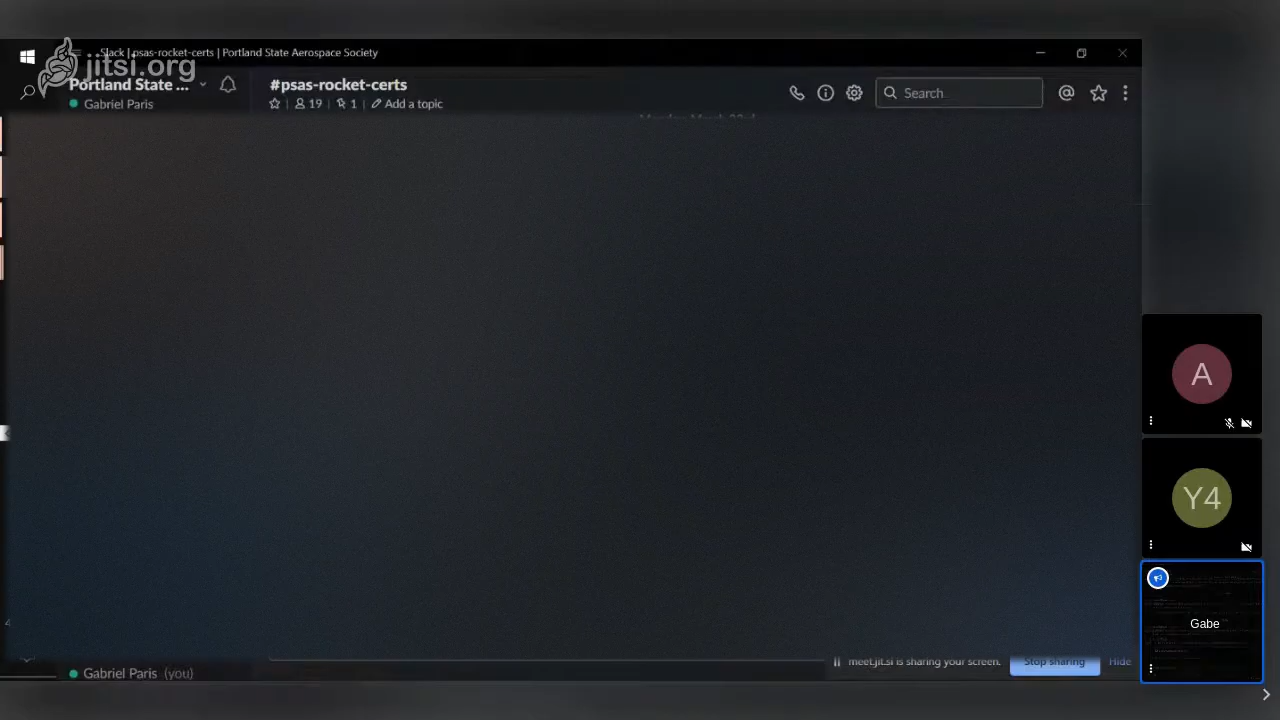 Slack | psas-rocket-certs | Portland State Aerospace Society
jitsi.org
Portland State ...
Gabriel Paris
#psas-rocket-certs
19 | 1 | Add a topic
Search
A
Y4
Gabe
Gabriel Paris (you)
meet.jit.si is sharing your screen.
Stop sharing
Hide